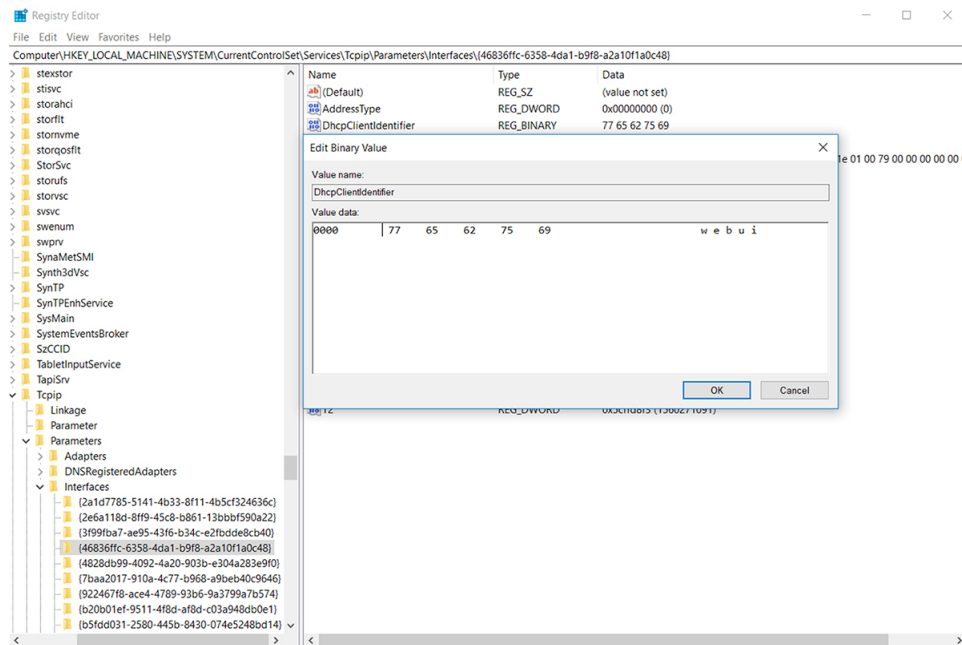 Registry Editor
File Edit View Favorites Help
Computer\HKEY_LOCAL_MACHINE\SYSTEM\CurrentControlSet\Services\Tcpip\Parameters\Interfaces\{46836ffc-6358-4da1-b9f8-a2a10f1a0c48}
stexstor
stisvc
storahci
storflt
stornvme
storqosflt
StorSvc
storufs
storvsc
svsvc
swenum
swprv
SynaMetSMI
Synth3dVsc
SynTP
SynTPEnhService
SysMain
SystemEventsBroker
SzCCID
TabletInputService
TapiSrv
Tcpip
Linkage
Parameter
Parameters
Adapters
DNSRegisteredAdapters
Interfaces
{2a1d7785-5141-4b33-8f11-4b5cf324636c}
{2e6a118d-8ff9-45c8-b861-13bbbf590a22}
{3f99fba7-ae95-43f6-b34c-e2fbdde8cb40}
{46836ffc-6358-4da1-b9f8-a2a10f1a0c48}
{4828db99-4092-4a20-903b-e304a283e9f0}
{7baa2017-910a-4c77-b968-a9beb40c9646}
{922467f8-ace4-4789-93b6-9a3799a7b574}
{b20b01ef-9511-4f8d-af8d-c03a948db0e1}
{b5fdd031-2580-445b-8430-074e5248bd14}
Name Type Data
(Default) REG_SZ (value not set)
AddressType REG_DWORD 0x00000000 (0)
DhcpClientIdentifier REG_BINARY 77 65 62 75 69
1e 01 00 79 00 00 00 00 00
Edit Binary Value
Value name:
DhcpClientIdentifier
Value data:
0000 77 65 62 75 69 w e b u i
OK Cancel
REG_DWORD